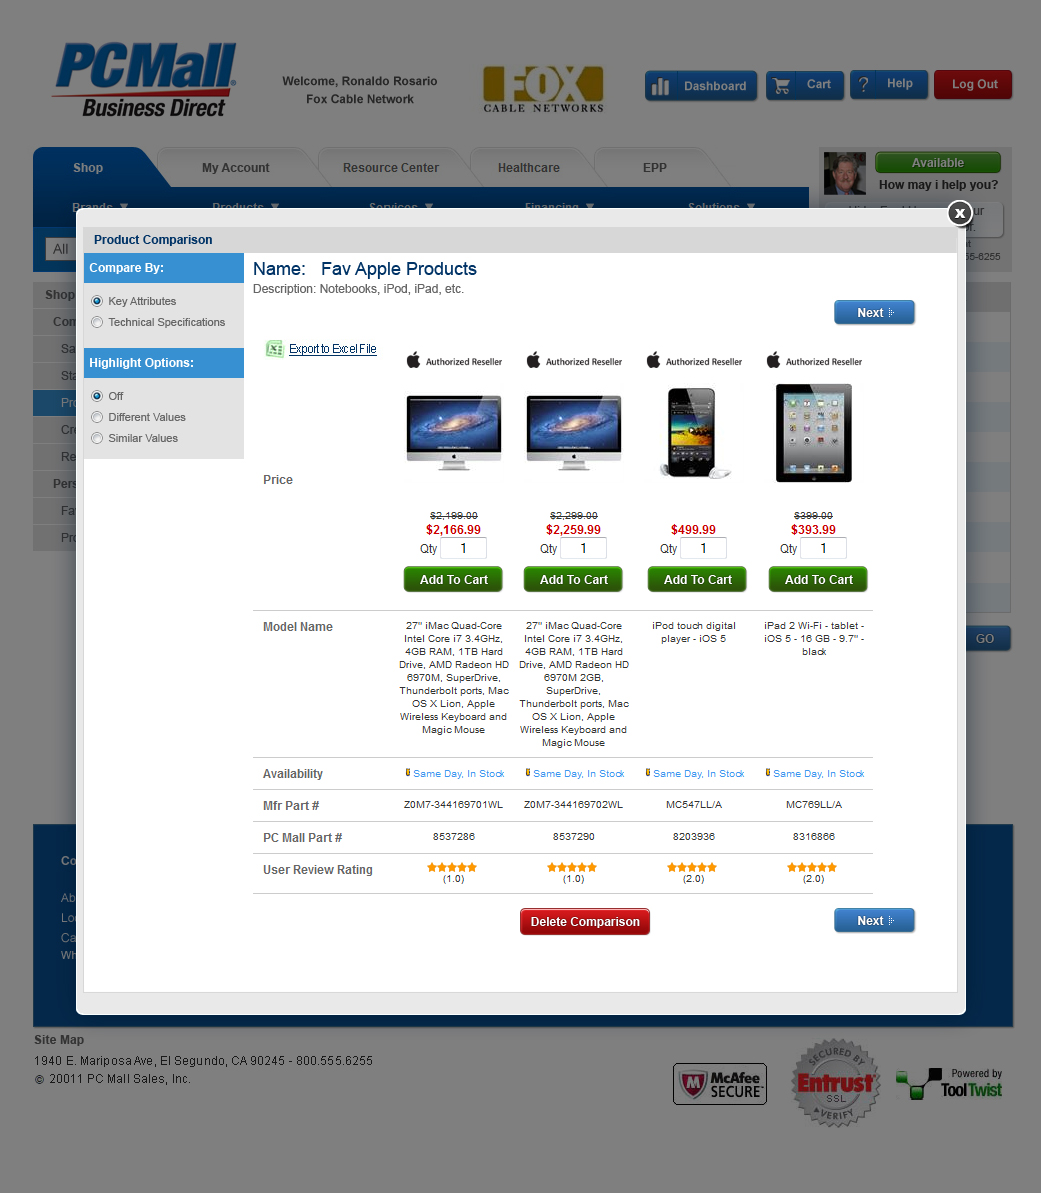 PCMall
Business Direct
Welcome, Ronaldo Rosario
Fox Cable Network
FOX
CABLE NETWORKS
Dashboard
Cart
? Help
Log Out
Shop
My Account
Resource Center
Healthcare
EPP
Available
How may i help you?
Brands
Products
Services
Financing
Solutions
All
55-6255
Shop
GO
x
Product Comparison
Compare By:
Key Attributes
Technical Specifications
Highlight Options:
Off
Different Values
Similar Values
Name: Fav Apple Products
Description: Notebooks, iPod, iPad, etc.
Next
Export to Excel File
Authorized Reseller
Authorized Reseller
Authorized Reseller
Authorized Reseller
Price
$2,199.00 $2,299.00 $399.00
$2,166.99 $2,259.99 $499.99 $393.99
Qty 1 Qty 1 Qty 1 Qty 1
Add To Cart Add To Cart Add To Cart Add To Cart
Model Name
27" iMac Quad-Core
Intel Core i7 3.4GHz,
4GB RAM, 1TB Hard
Drive, AMD Radeon HD
6970M, SuperDrive,
Thunderbolt ports, Mac
OS X Lion, Apple
Wireless Keyboard and
Magic Mouse
27" iMac Quad-Core
Intel Core i7 3.4GHz,
4GB RAM, 1TB Hard
Drive, AMD Radeon HD
6970M 2GB,
SuperDrive,
Thunderbolt ports, Mac
OS X Lion, Apple
Wireless Keyboard and
Magic Mouse
iPod touch digital
player - iOS 5
iPad 2 Wi-Fi - tablet -
iOS 5 - 16 GB - 9.7" -
black
Availability Same Day, In Stock Same Day, In Stock Same Day, In Stock Same Day, In Stock
Mfr Part # Z0M7-344169701WL Z0M7-344169702WL MC547LL/A MC769LL/A
PC Mall Part # 8537286 8537290 8203936 8316866
User Review Rating
(1.0) (1.0) (2.0) (2.0)
Delete Comparison
Next
Site Map
1940 E. Mariposa Ave, El Segundo, CA 90245 - 800.555.6255
© 20011 PC Mall Sales, Inc.
McAfee
SECURE
SECURED BY
Entrust
SSL
VERIFY
Powered by
ToolTwist